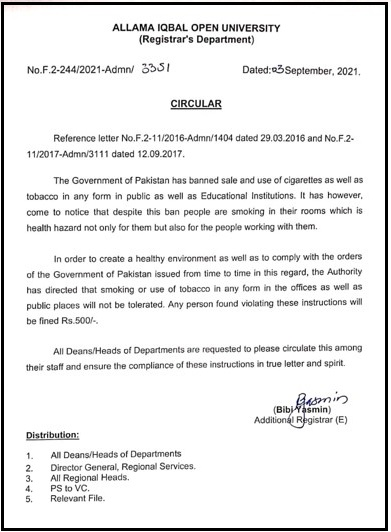 ALLAMA IQBAL OPEN UNIVERSITY
(Registrar's Department)
No.F.2-244/2021-Admn/ 3351 Dated:03 September, 2021.
CIRCULAR
Reference letter No.F.2-11/2016-Admn/1404 dated 29.03.2016 and No.F.2-
11/2017-Admn/3111 dated 12.09.2017.
The Government of Pakistan has banned sale and use of cigarettes as well as
tobacco in any form in public as well as Educational Institutions. It has however,
come to notice that despite this ban people are smoking in their rooms which is
health hazard not only for them but also for the people working with them.
In order to create a healthy environment as well as to comply with the orders
of the Government of Pakistan issued from time to time in this regard, the Authority
has directed that smoking or use of tobacco in any form in the offices as well as
public places will not be tolerated. Any person found violating these instructions will
be fined Rs.500/-.
All Deans/Heads of Departments are requested to please circulate this among
their staff and ensure the compliance of these instructions in true letter and spirit.
Yasmin
(Bibi Yasmin)
Additional Registrar (E)
Distribution:
1. All Deans/Heads of Departments
2. Director General, Regional Services.
3. All Regional Heads.
4. PS to VC.
5. Relevant File.